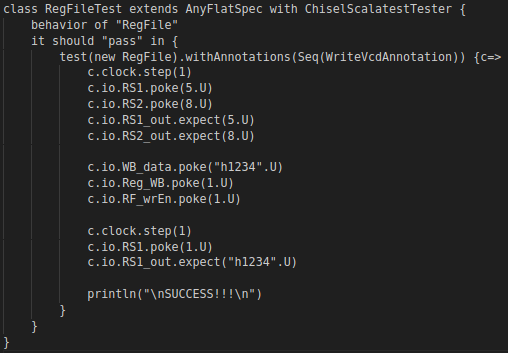 class RegFileTest extends AnyFlatSpec with ChiselScalatestTester {
    behavior of "RegFile"
    it should "pass" in {
        test(new RegFile).withAnnotations(Seq(WriteVcdAnnotation)) {c=>
            c.clock.step(1)
            c.io.RS1.poke(5.U)
            c.io.RS2.poke(8.U)
            c.io.RS1_out.expect(5.U)
            c.io.RS2_out.expect(8.U)

            c.io.WB_data.poke("h1234".U)
            c.io.Reg_WB.poke(1.U)
            c.io.RF_wrEn.poke(1.U)

            c.clock.step(1)
            c.io.RS1.poke(1.U)
            c.io.RS1_out.expect("h1234".U)

            println("\nSUCCESS!!!\n")
        }
    }
}